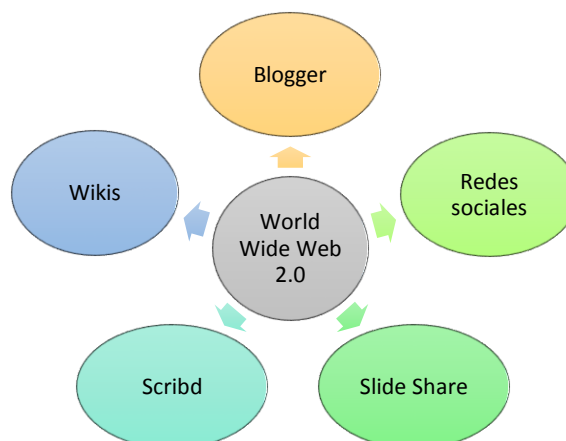 Blogger
Wikis
Redes
sociales
World
Wide Web
2.0
Scribd
Slide Share